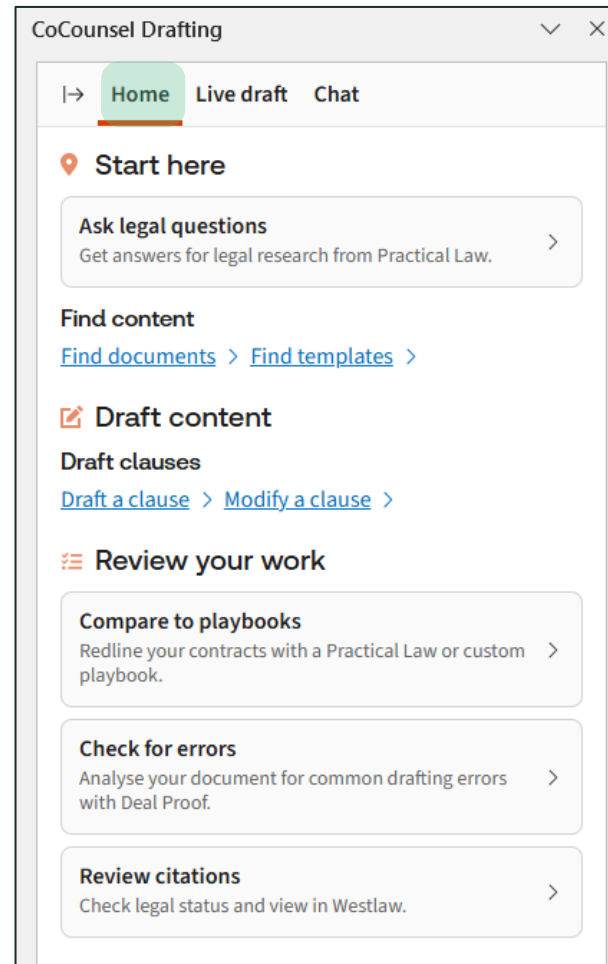 CoCounsel Drafting
Home Live draft Chat
Start here
Ask legal questions
Get answers for legal research from Practical Law.
Find content
Find documents > Find templates >
Draft content
Draft clauses
Draft a clause > Modify a clause >
Review your work
Compare to playbooks
Redline your contracts with a Practical Law or custom
playbook.
Check for errors
Analyse your document for common drafting errors
with Deal Proof.
Review citations
Check legal status and view in Westlaw.